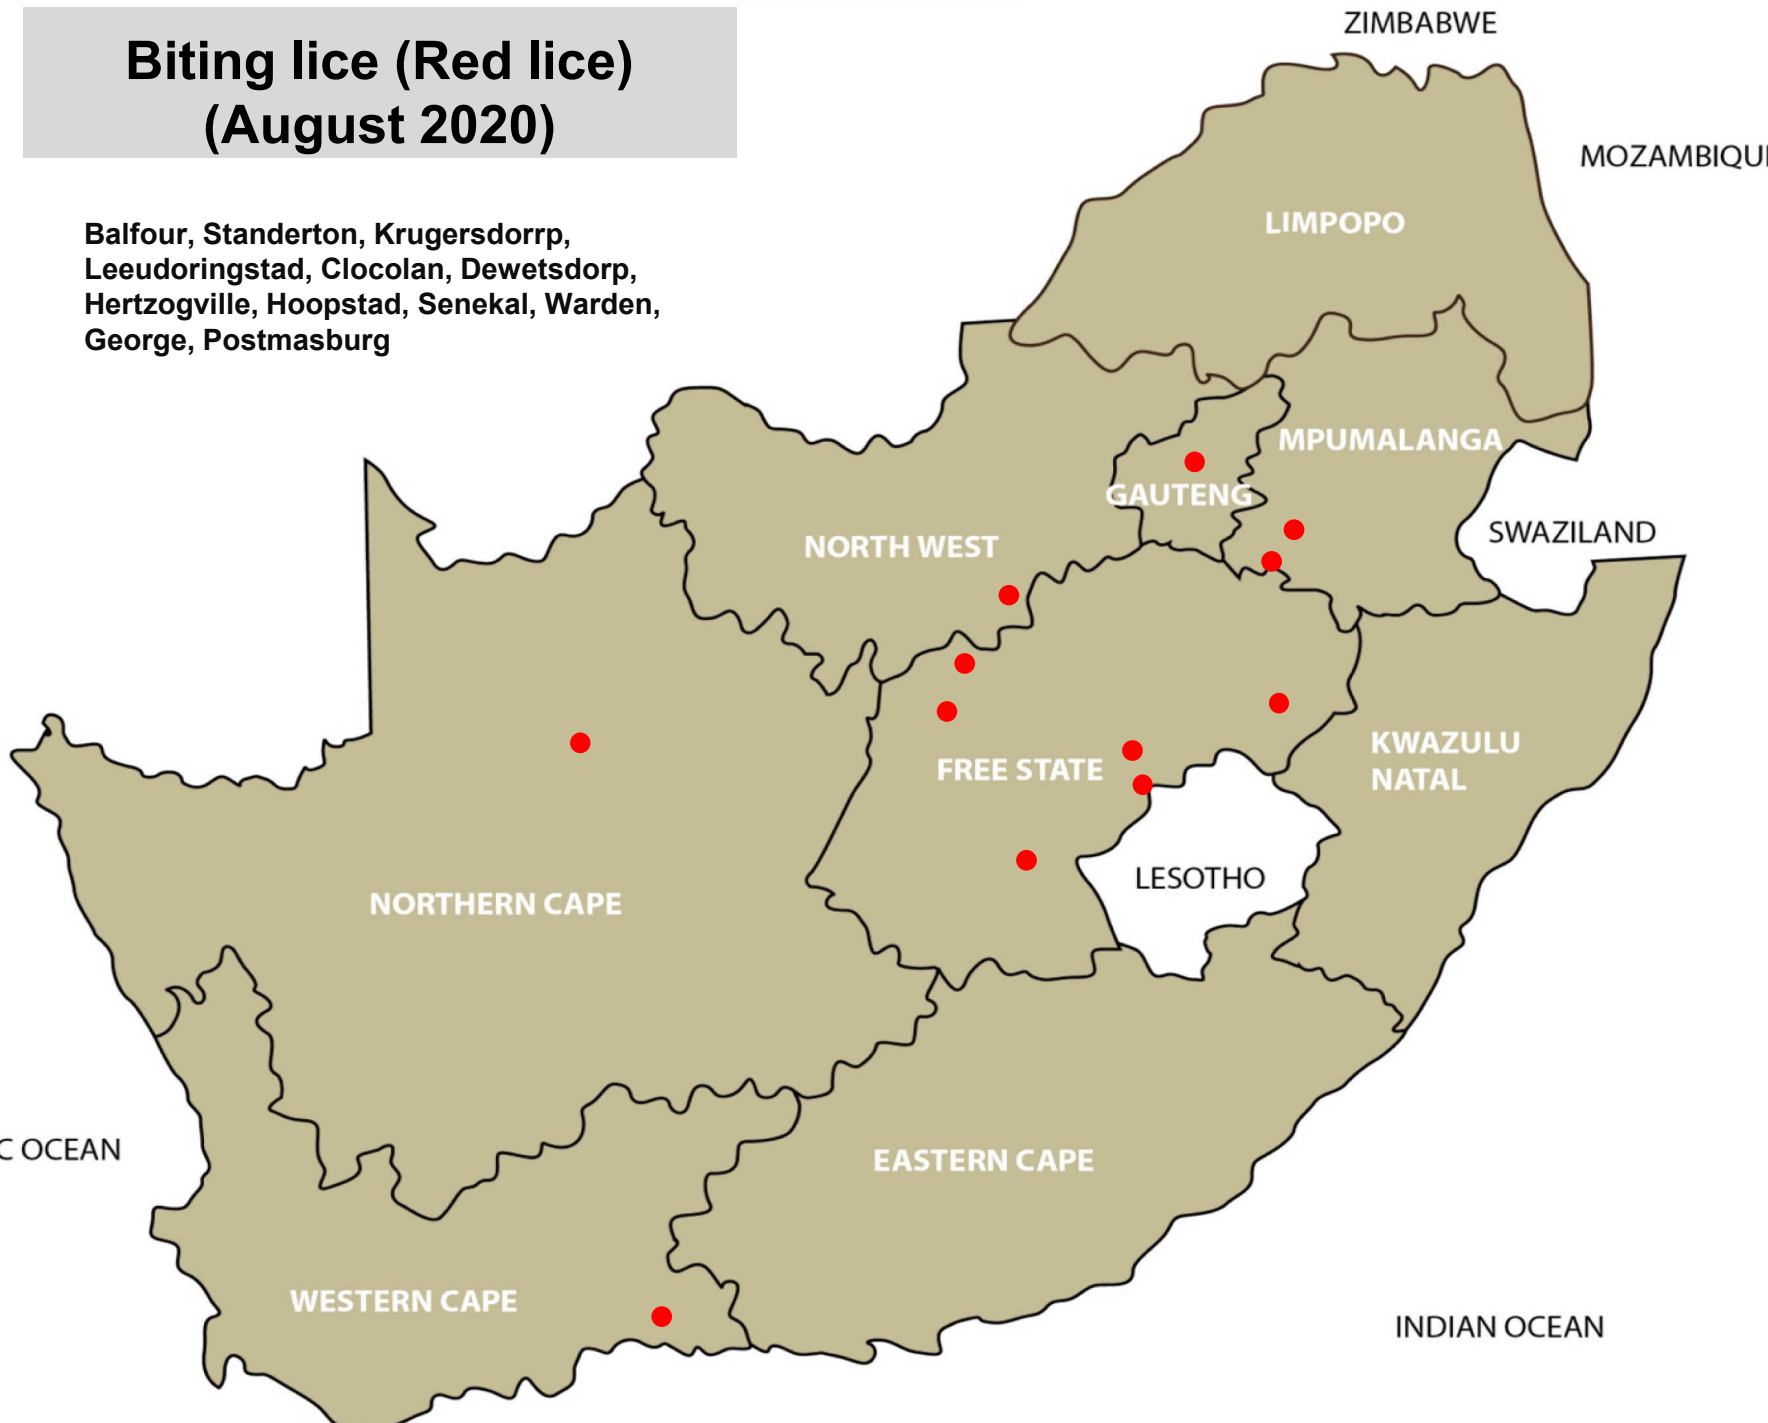 Biting lice (Red lice)
(August 2020)
Balfour, Standerton, Krugersdorrp,
Leeudoringstad, Clocolan, Dewetsdorp,
Hertzogville, Hoopstad, Senekal, Warden,
George, Postmasburg
ZIMBABWE
MOZAMBIQU
LIMPOPO
MPUMALANGA
GAUTENG
SWAZILAND
NORTH WEST
KWAZULU
NATAL
FREE STATE
LESOTHO
NORTHERN CAPE
C OCEAN
EASTERN CAPE
WESTERN CAPE
INDIAN OCEAN